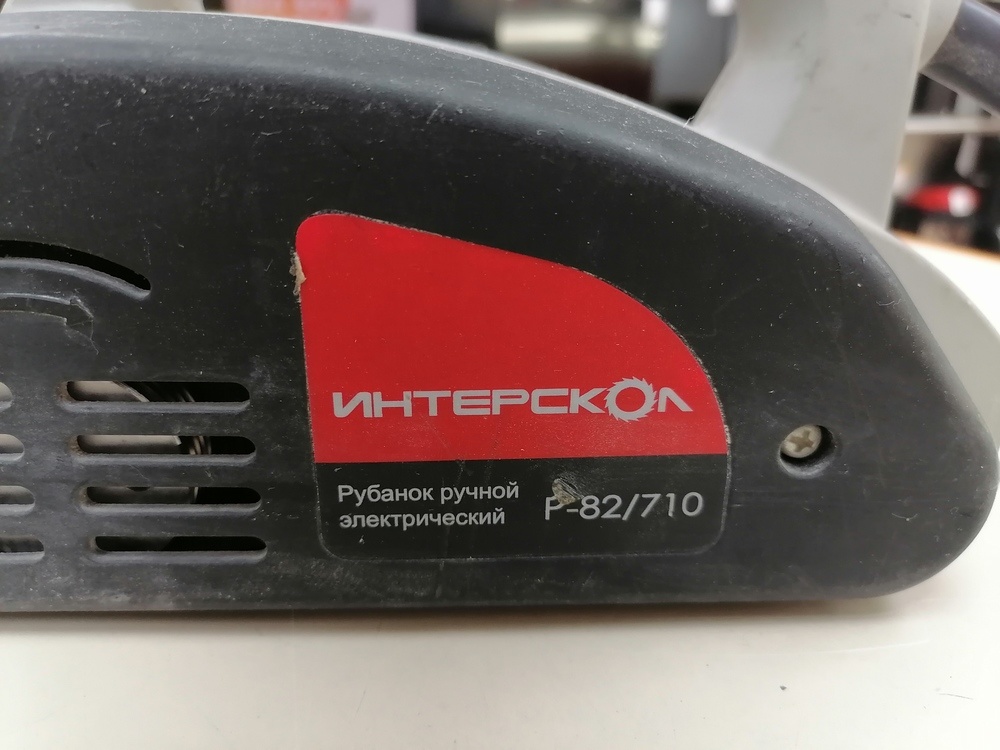 ИНТЕРСКОЛ
Рубанок ручной
электрический
Р-82/710